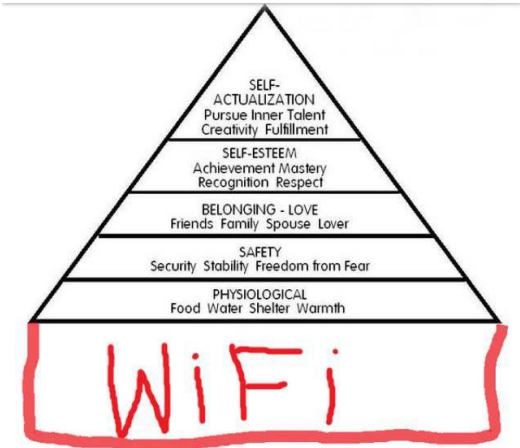 SELF-
ACTUALIZATION
Pursue Inner Talent
Creativity Fulfillment
SELF-ESTEEM
Achievement Mastery
Recognition Respect
BELONGING - LOVE
Friends Family Spouse Lover
SAFETY
Security Stability Freedom from Fear
PHYSIOLOGICAL
Food Water Shelter Warmth
WiFi